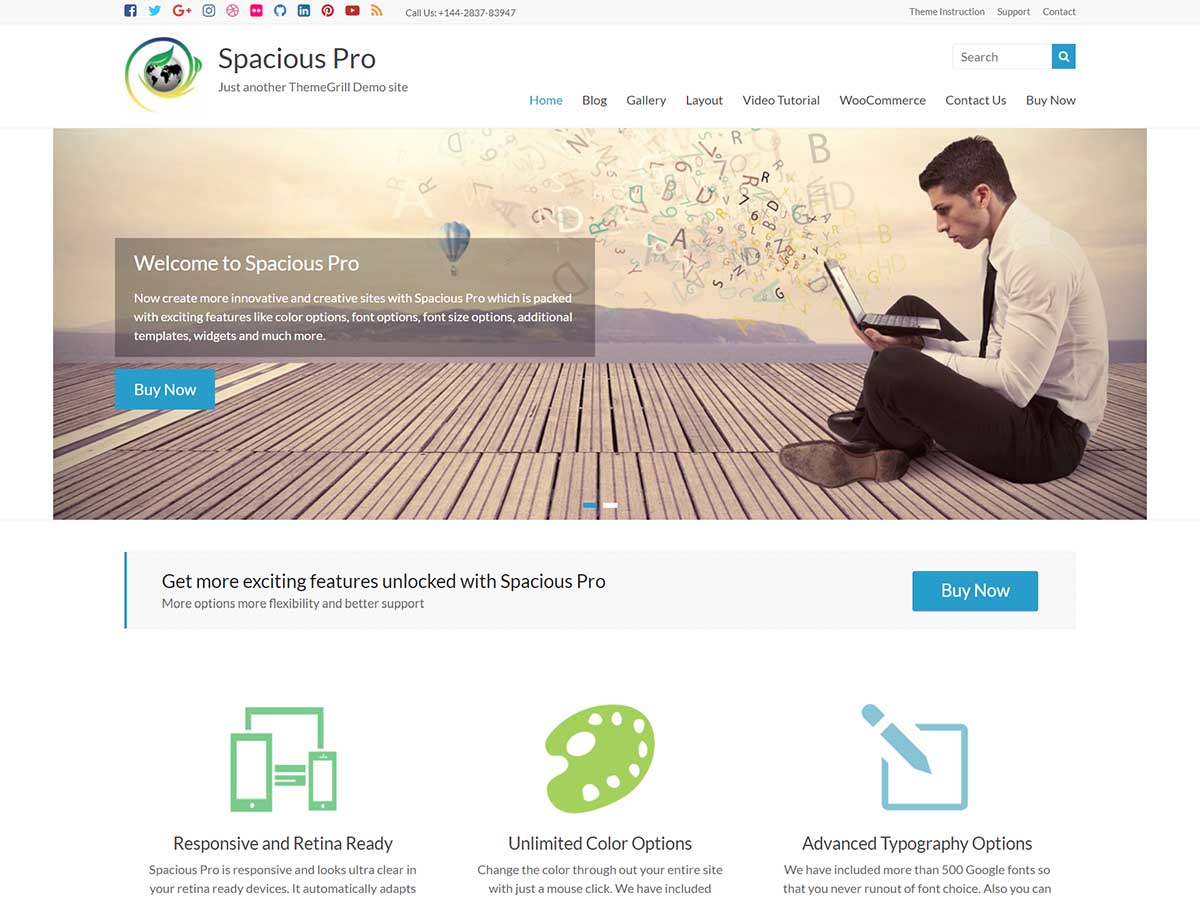 Call Us: +144-2837-83947
Theme Instruction Support Contact
Spacious Pro
Just another ThemeGrill Demo site
Search
Home Blog Gallery Layout Video Tutorial WooCommerce Contact Us Buy Now
Welcome to Spacious Pro
Now create more innovative and creative sites with Spacious Pro which is packed
with exciting features like color options, font options, font size options, additional
templates, widgets and much more.
Buy Now
Get more exciting features unlocked with Spacious Pro
More options more flexibility and better support
Buy Now
Responsive and Retina Ready
Spacious Pro is responsive and looks ultra clear in
your retina ready devices. It automatically adapts
Unlimited Color Options
Change the color through out your entire site
with just a mouse click. We have included
Advanced Typography Options
We have included more than 500 Google fonts so
that you never runout of font choice. Also you can